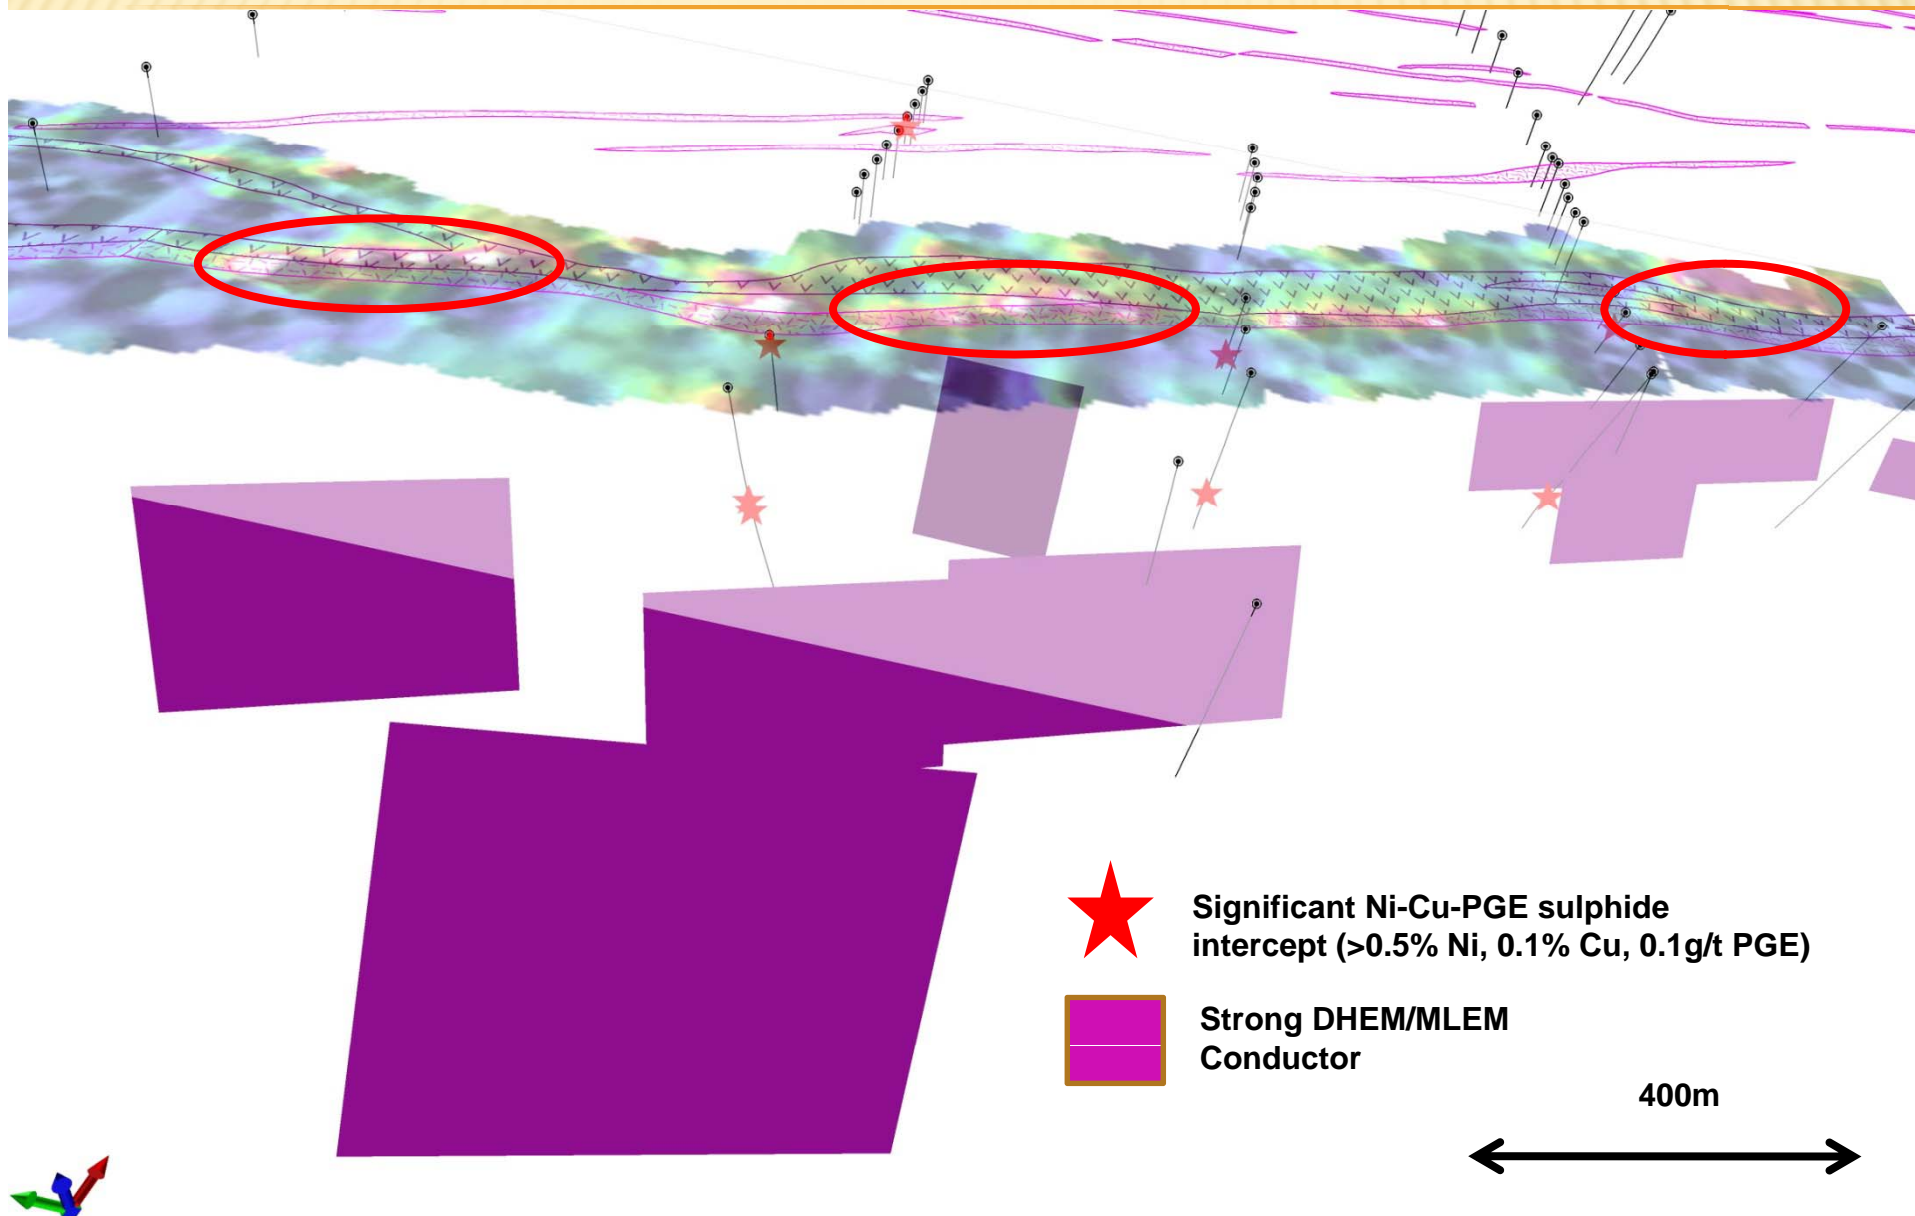 Significant Ni-Cu-PGE sulphide
intercept (>0.5% Ni, 0.1% Cu, 0.1g/t PGE)
Strong DHEM/MLEM
Conductor
400m